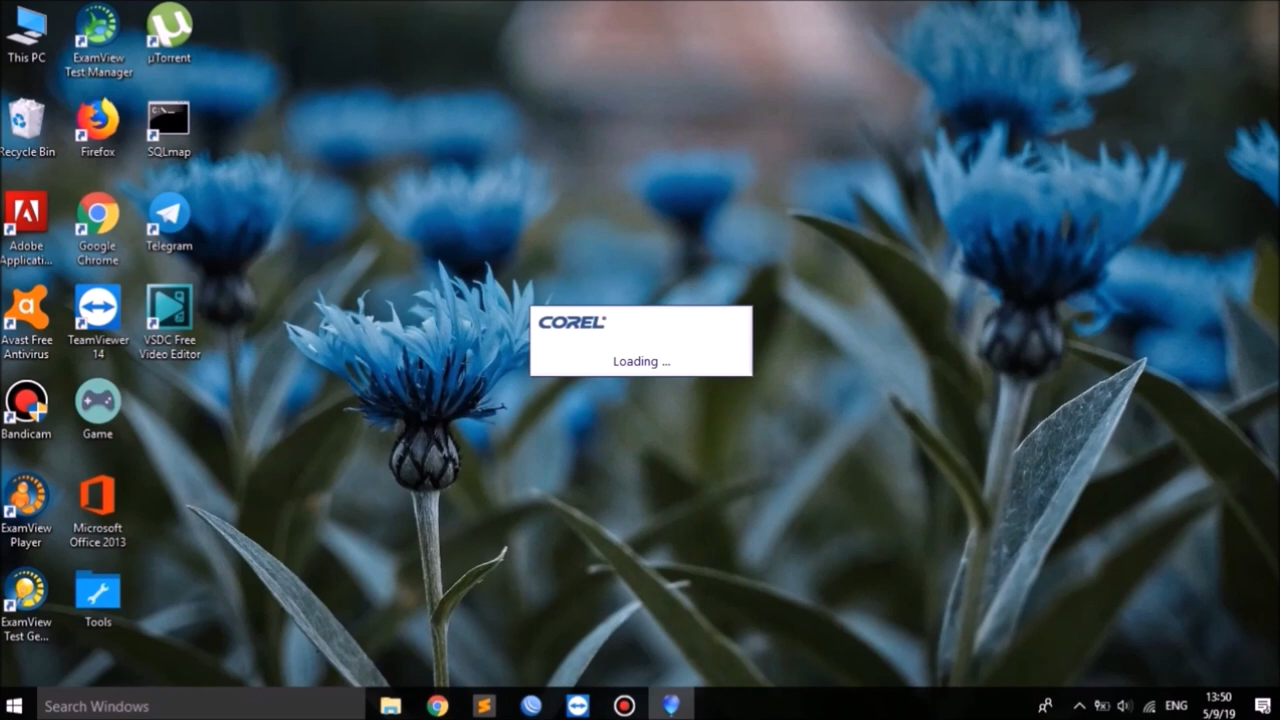 This PC
ExamView
Test Manager
µTorrent
Recycle Bin
Firefox
SQLmap
Adobe
Applicati...
Google
Chrome
Telegram
Avast Free
Antivirus
TeamViewer
14
VSDC Free
Video Editor
Bandicam
Game
ExamView
Player
Microsoft
Office 2013
ExamView
Test Ge...
Tools
COREL
Loading ...
Search Windows
ENG
13:50
5/9/19